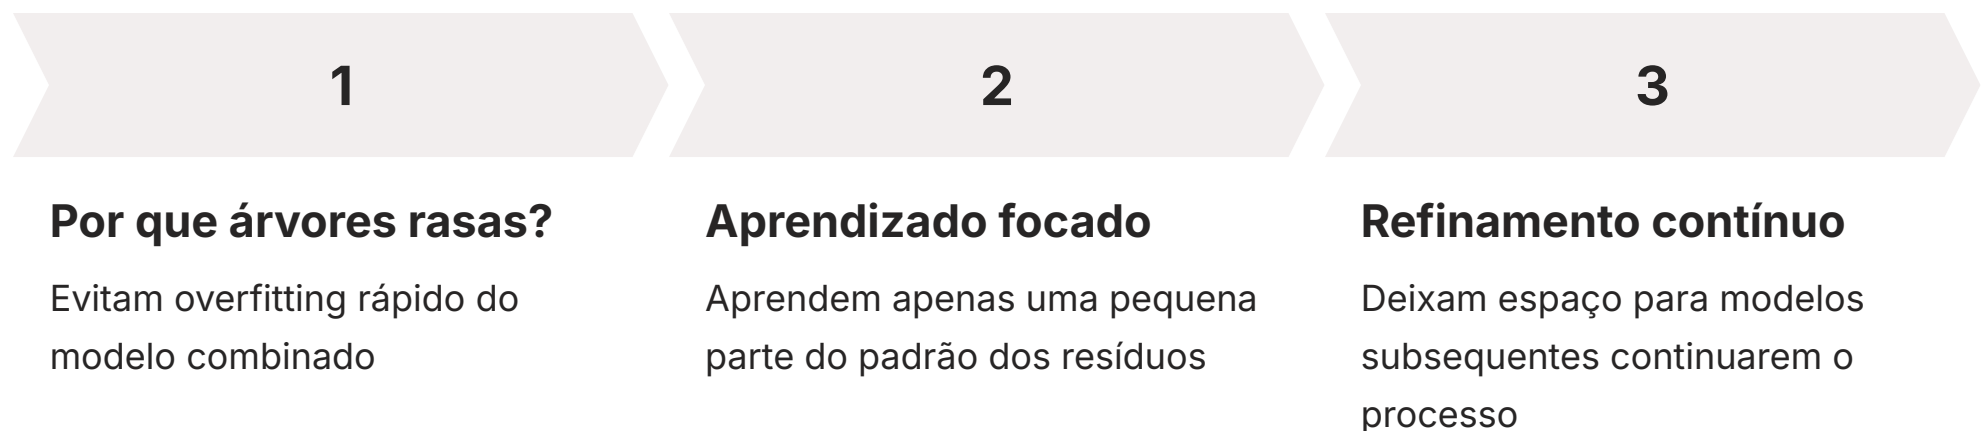 1
2
3
Por que árvores rasas?
Evitam overfitting rápido do
modelo combinado
Aprendizado focado
Aprendem apenas uma pequena
parte do padrão dos resíduos
Refinamento contínuo
Deixam espaço para modelos
subsequentes continuarem o
processo